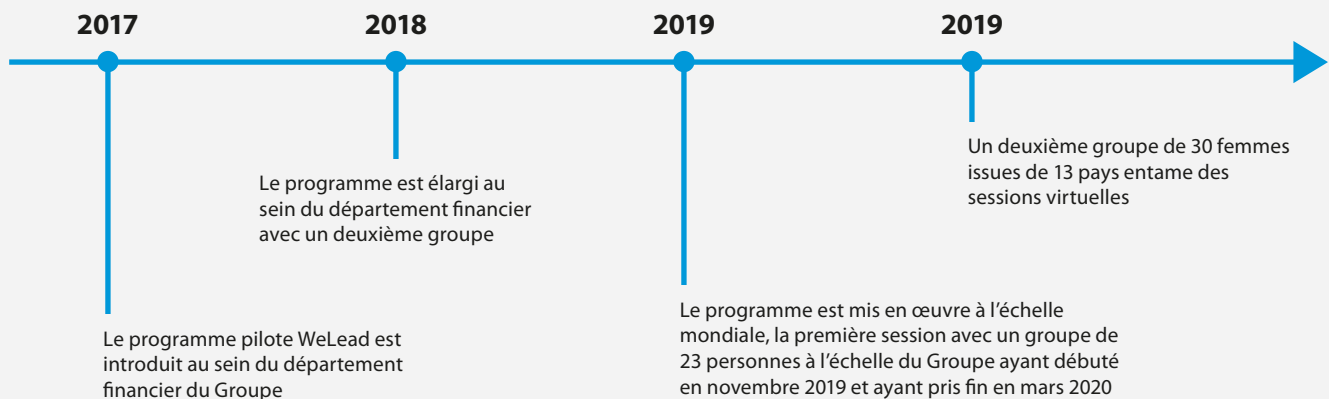 2017
Le programme pilote WeLead est
introduit au sein du département
financier du Groupe
2018
Le programme est élargi au
sein du département financier
avec un deuxième groupe
2019
Le programme est mis en œuvre à l’échelle
mondiale, la première session avec un groupe de
23 personnes à l’échelle du Groupe ayant débuté
en novembre 2019 et ayant pris fin en mars 2020
2019
Un deuxième groupe de 30 femmes
issues de 13 pays entame des
sessions virtuelles